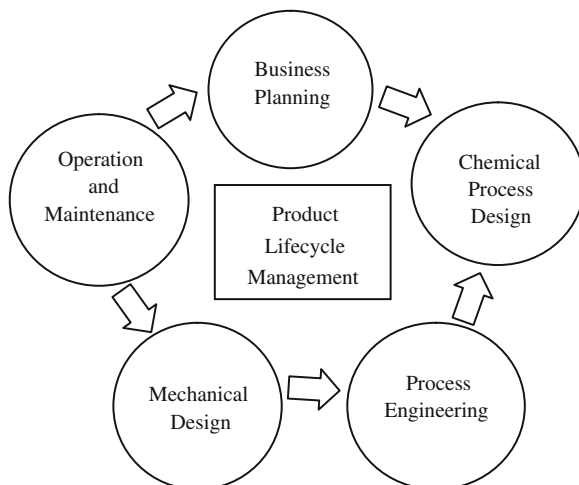 Business
Planning
Operation
and
Maintenance
Chemical
Process
Design
Product
Lifecycle
Management
Mechanical
Design
Process
Engineering